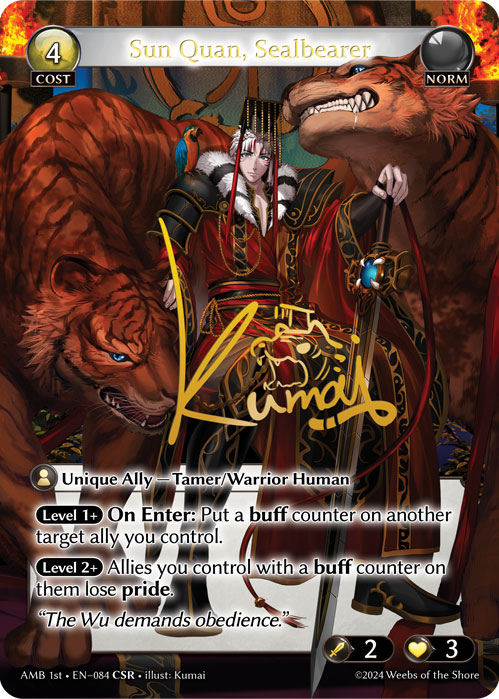 4
COST
Sun Quan, Sealbearer
NORM
Kumai
Unique Ally — Tamer/Warrior Human
Level 1+ On Enter: Put a buff counter on another
target ally you control.
Level 2+ Allies you control with a buff counter on
them lose pride.
“The Wu demands obedience.”
2 3
AMB 1st • EN–084 CSR • illust: Kumai
©2024 Weebs of the Shore